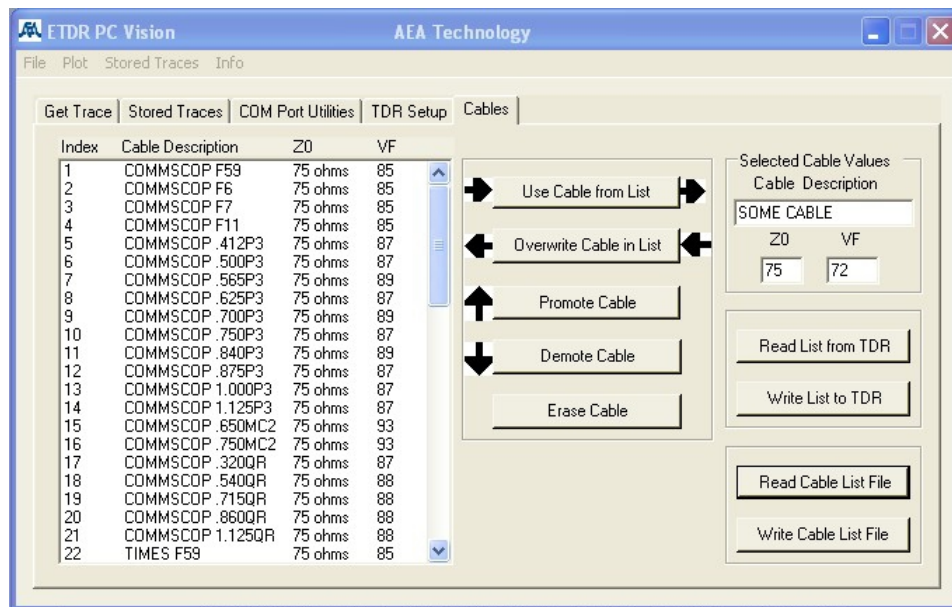 ETDR PC Vision AEA Technology
File Plot Stored Traces Info
Get Trace Stored Traces COM Port Utilities TDR Setup Cables
Index Cable Description Z0 VF
1 COMMSCOP F59 75 ohms 85
2 COMMSCOP F6 75 ohms 85
3 COMMSCOP F7 75 ohms 85
4 COMMSCOP F11 75 ohms 85
5 COMMSCOP .412P3 75 ohms 87
6 COMMSCOP .500P3 75 ohms 87
7 COMMSCOP .565P3 75 ohms 89
8 COMMSCOP .625P3 75 ohms 87
9 COMMSCOP .700P3 75 ohms 89
10 COMMSCOP .750P3 75 ohms 87
11 COMMSCOP .840P3 75 ohms 89
12 COMMSCOP .875P3 75 ohms 87
13 COMMSCOP 1.000P3 75 ohms 87
14 COMMSCOP 1.125P3 75 ohms 87
15 COMMSCOP .650MC2 75 ohms 93
16 COMMSCOP .750MC2 75 ohms 93
17 COMMSCOP .320QR 75 ohms 87
18 COMMSCOP .540QR 75 ohms 88
19 COMMSCOP .715QR 75 ohms 88
20 COMMSCOP .860QR 75 ohms 88
21 COMMSCOP 1.125QR 75 ohms 88
22 TIMES F59 75 ohms 85
Use Cable from List
Overwrite Cable in List
Promote Cable
Demote Cable
Erase Cable
Selected Cable Values
Cable Description
SOME CABLE
Z0 VF
75 72
Read List from TDR
Write List to TDR
Read Cable List File
Write Cable List File